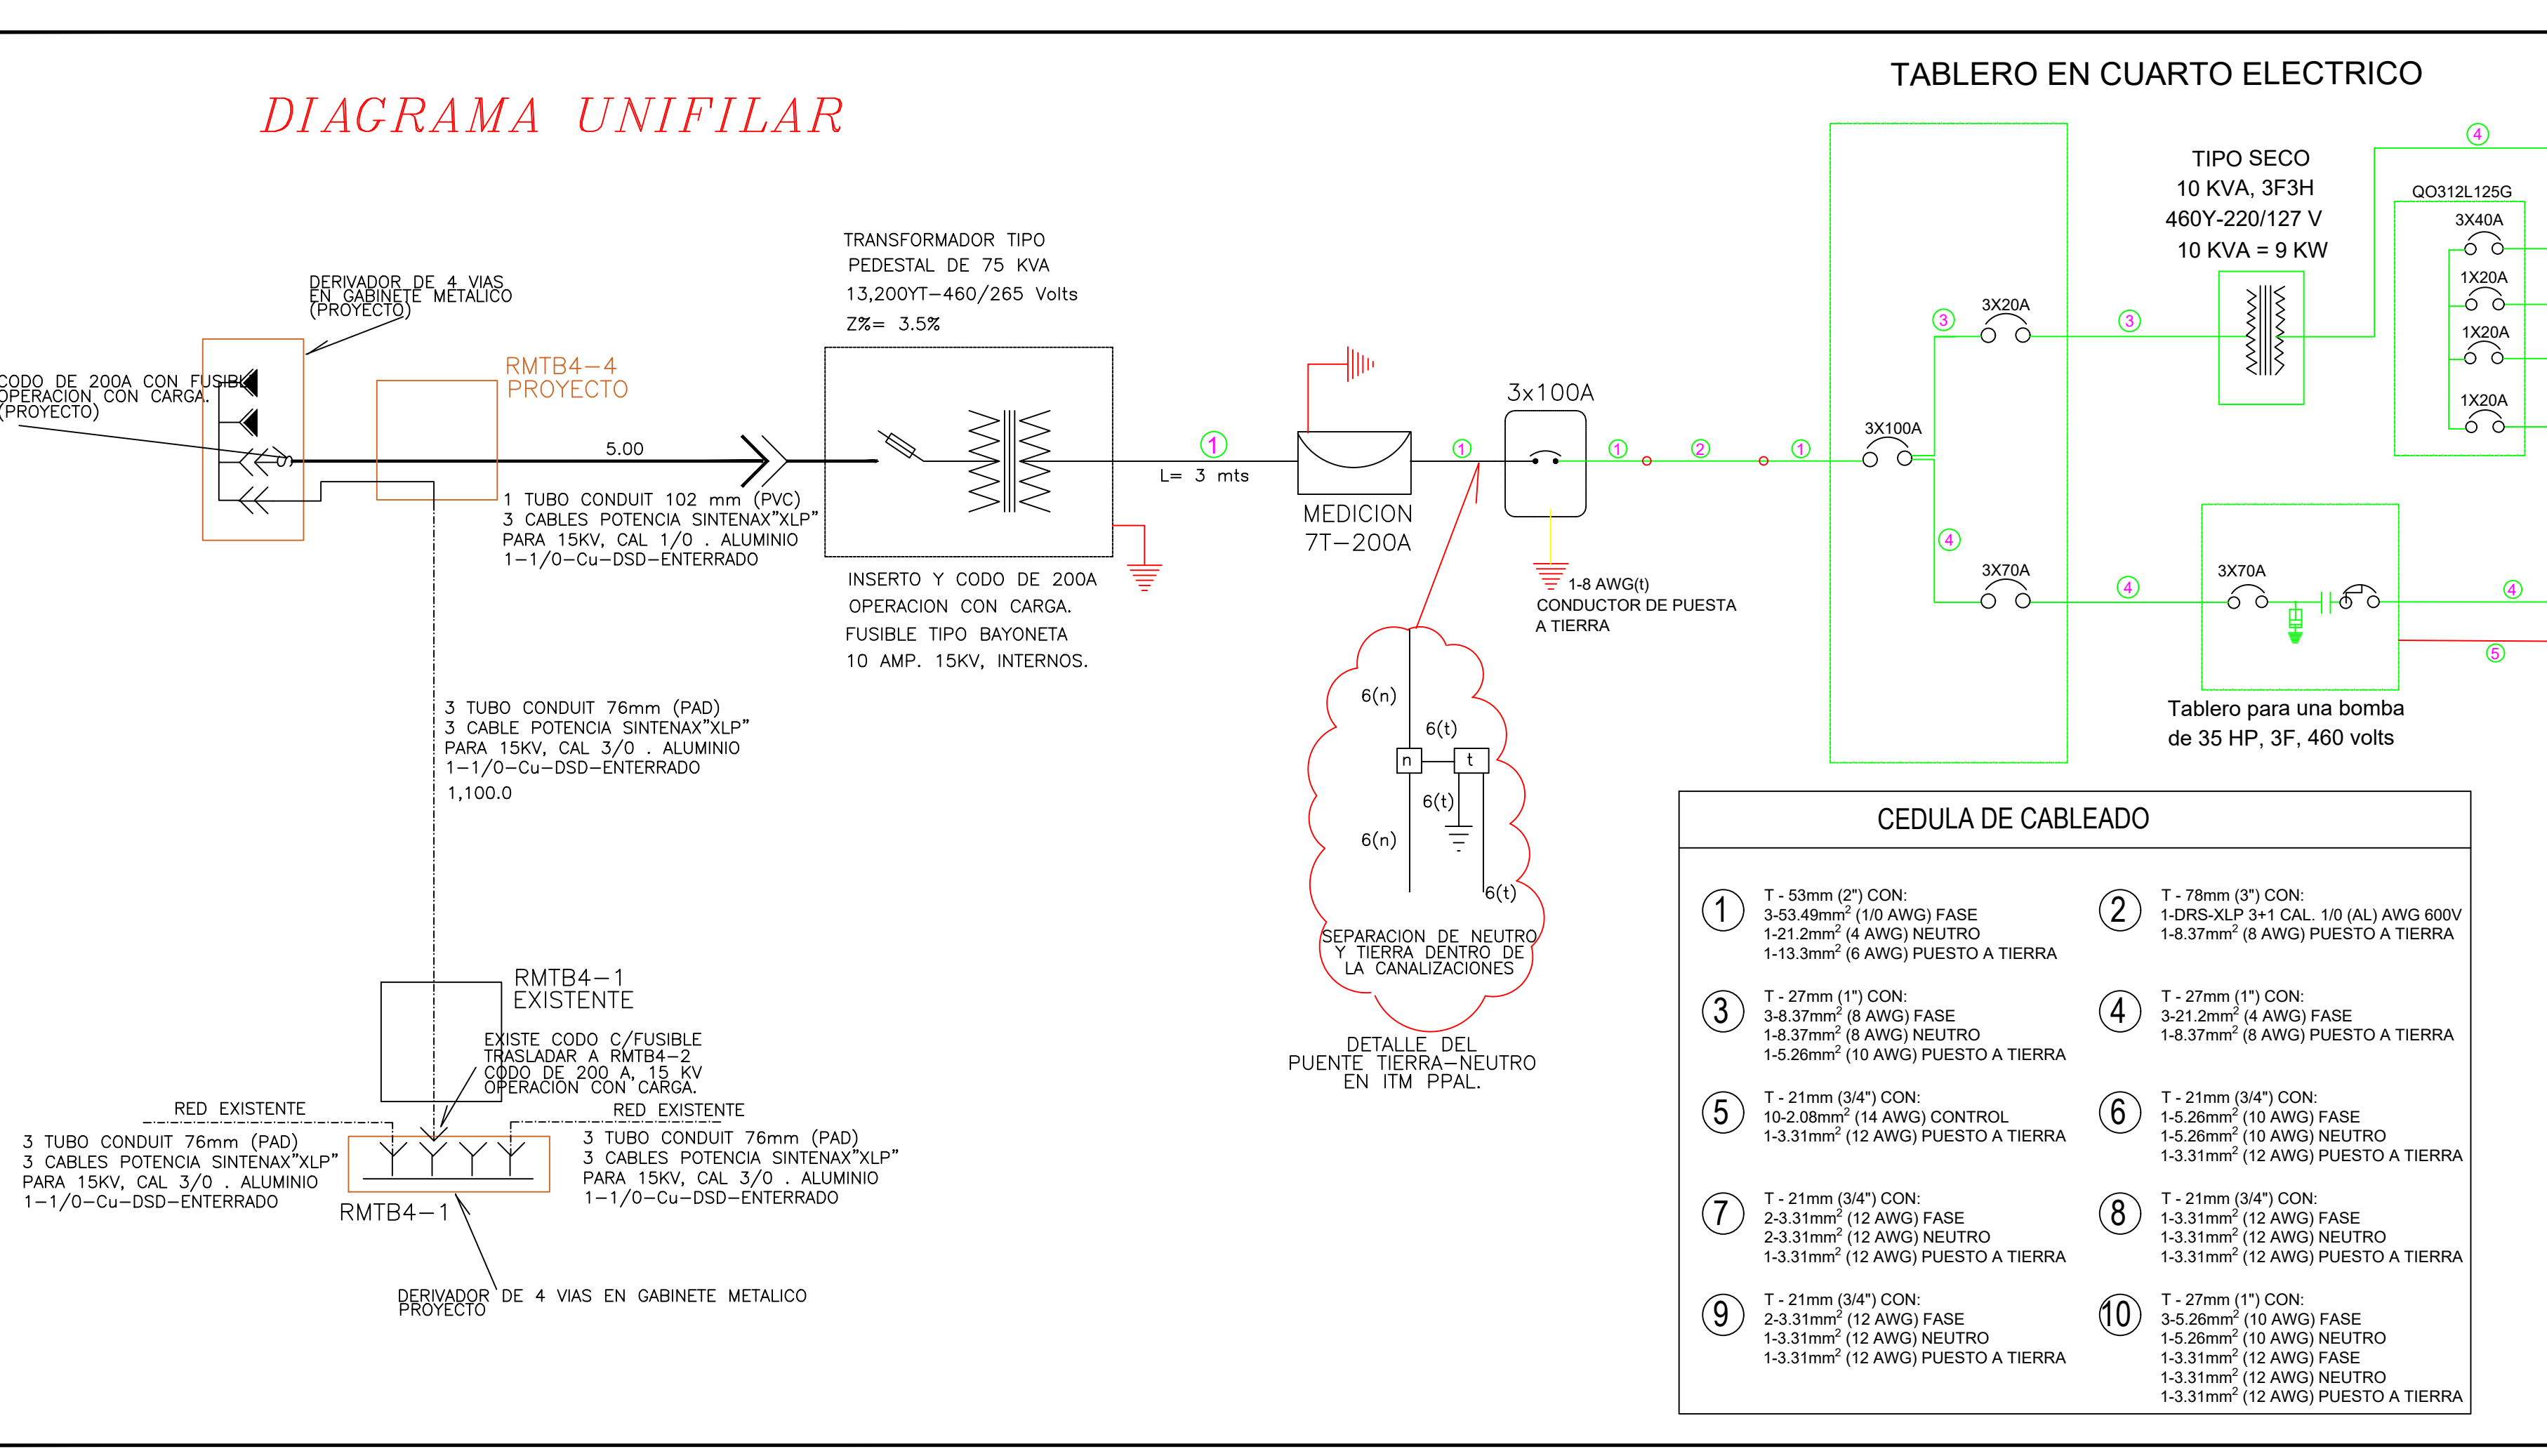 TABLERO EN CUARTO ELECTRICO
DIAGRAMA UNIFILAR
DERIVADOR DE 4 VIAS
EN GABINETE METALICO
(PROYECTO)
CODO DE 200A CON FUSIBLE
OPERACION CON CARGA.
(PROYECTO)
RMTB4-4
PROYECTO
5.00
1 TUBO CONDUIT 102 mm (PVC)
3 CABLES POTENCIA SINTENAX"XLP"
PARA 15KV, CAL 1/0 . ALUMINIO
1-1/0-Cu-DSD-ENTERRADO
TRANSFORMADOR TIPO
PEDESTAL DE 75 KVA
13,200YT-460/265 Volts
Z%= 3.5%
INSERTO Y CODO DE 200A
OPERACION CON CARGA.
FUSIBLE TIPO BAYONETA
10 AMP. 15KV, INTERNOS.
1
L= 3 mts
MEDICION
7T-200A
1
3x100A
1-8 AWG(t)
CONDUCTOR DE PUESTA
A TIERRA
1
2
1
3X100A
3
3X20A
3
4
3X70A
4
TIPO SECO
10 KVA, 3F3H
460Y-220/127 V
10 KVA = 9 KW
4
QO312L125G
3X40A
1X20A
1X20A
1X20A
3X70A
4
5
Tablero para una bomba
de 35 HP, 3F, 460 volts
3 TUBO CONDUIT 76mm (PAD)
3 CABLE POTENCIA SINTENAX"XLP"
PARA 15KV, CAL 3/0 . ALUMINIO
1-1/0-Cu-DSD-ENTERRADO
1,100.0
6(n)
6(t)
n
t
6(t)
6(n)
6(t)
SEPARACION DE NEUTRO
Y TIERRA DENTRO DE
LA CANALIZACIONES
DETALLE DEL
PUENTE TIERRA-NEUTRO
EN ITM PPAL.
RMTB4-1
EXISTENTE
EXISTE CODO C/FUSIBLE
TRASLADAR A RMTB4-2
CODO DE 200 A, 15 KV
OPERACION CON CARGA.
RED EXISTENTE
3 TUBO CONDUIT 76mm (PAD)
3 CABLES POTENCIA SINTENAX"XLP"
PARA 15KV, CAL 3/0 . ALUMINIO
1-1/0-Cu-DSD-ENTERRADO
RED EXISTENTE
3 TUBO CONDUIT 76mm (PAD)
3 CABLES POTENCIA SINTENAX"XLP"
PARA 15KV, CAL 3/0 . ALUMINIO
1-1/0-Cu-DSD-ENTERRADO
RMTB4-1
DERIVADOR DE 4 VIAS EN GABINETE METALICO
PROYECTO
CEDULA DE CABLEADO
1
T - 53mm (2") CON:
3-53.49mm² (1/0 AWG) FASE
1-21.2mm² (4 AWG) NEUTRO
1-13.3mm² (6 AWG) PUESTO A TIERRA
2
T - 78mm (3") CON:
1-DRS-XLP 3+1 CAL. 1/0 (AL) AWG 600V
1-8.37mm² (8 AWG) PUESTO A TIERRA
3
T - 27mm (1") CON:
3-8.37mm² (8 AWG) FASE
1-8.37mm² (8 AWG) NEUTRO
1-5.26mm² (10 AWG) PUESTO A TIERRA
4
T - 27mm (1") CON:
3-21.2mm² (4 AWG) FASE
1-8.37mm² (8 AWG) PUESTO A TIERRA
5
T - 21mm (3/4") CON:
10-2.08mm² (14 AWG) CONTROL
1-3.31mm² (12 AWG) PUESTO A TIERRA
6
T - 21mm (3/4") CON:
1-5.26mm² (10 AWG) FASE
1-5.26mm² (10 AWG) NEUTRO
1-3.31mm² (12 AWG) PUESTO A TIERRA
7
T - 21mm (3/4") CON:
2-3.31mm² (12 AWG) FASE
2-3.31mm² (12 AWG) NEUTRO
1-3.31mm² (12 AWG) PUESTO A TIERRA
8
T - 21mm (3/4") CON:
1-3.31mm² (12 AWG) FASE
1-3.31mm² (12 AWG) NEUTRO
1-3.31mm² (12 AWG) PUESTO A TIERRA
9
T - 21mm (3/4") CON:
2-3.31mm² (12 AWG) FASE
1-3.31mm² (12 AWG) NEUTRO
1-3.31mm² (12 AWG) PUESTO A TIERRA
10
T - 27mm (1") CON:
3-5.26mm² (10 AWG) FASE
1-5.26mm² (10 AWG) NEUTRO
1-3.31mm² (12 AWG) FASE
1-3.31mm² (12 AWG) NEUTRO
1-3.31mm² (12 AWG) PUESTO A TIERRA